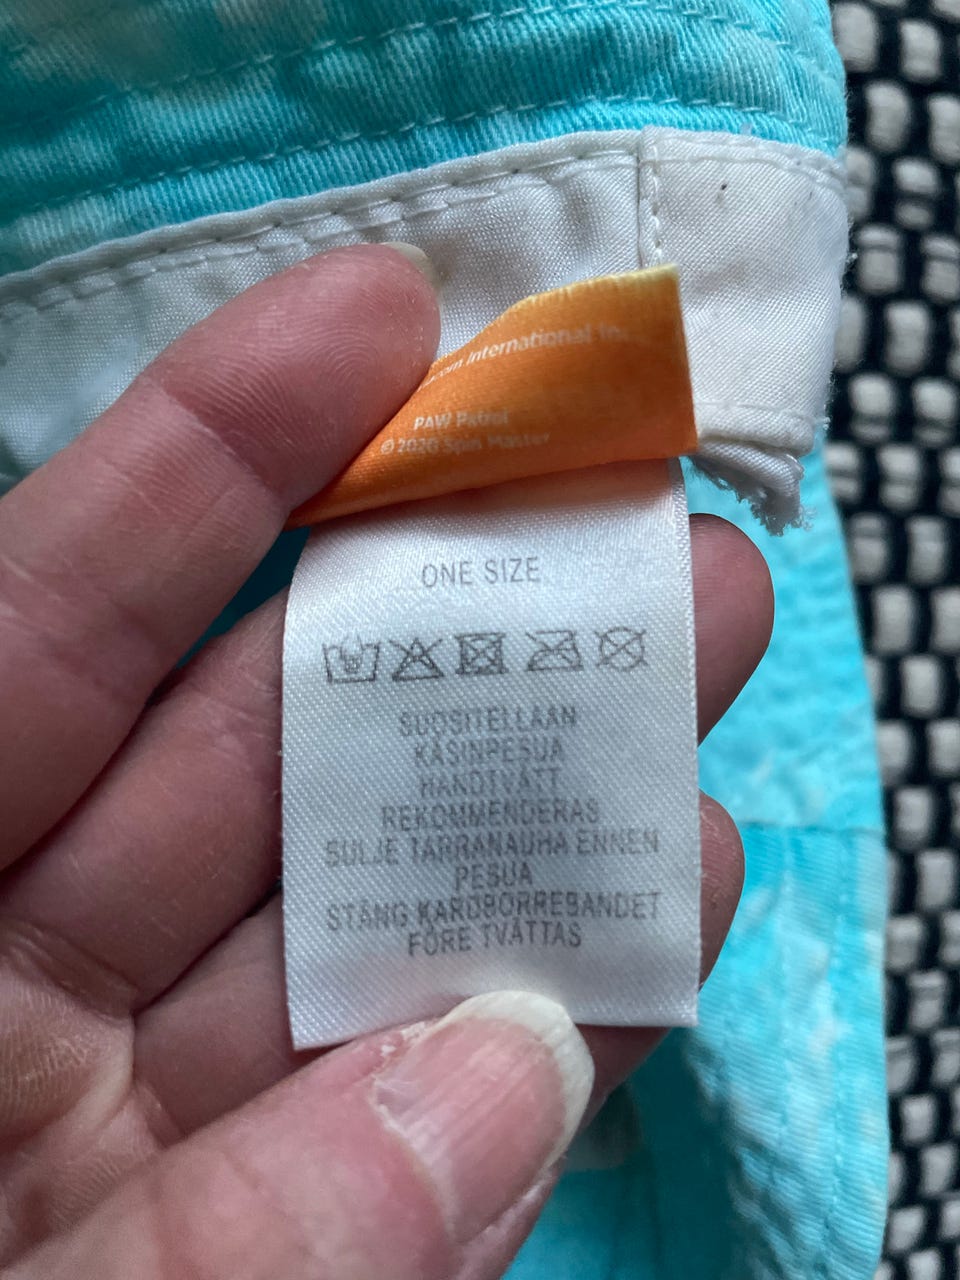 International In
PAW Patrol
© 2020 Spin Master
ONE SIZE
SUOSITELLAAN
KÄSINPESUA
HANDTVÄTT
REKOMMENDERAS
SULJE TARRANAUHA ENNEN
PESUA
STÄNG KARDBORREBANDET
FÖRE TVÄTTAS